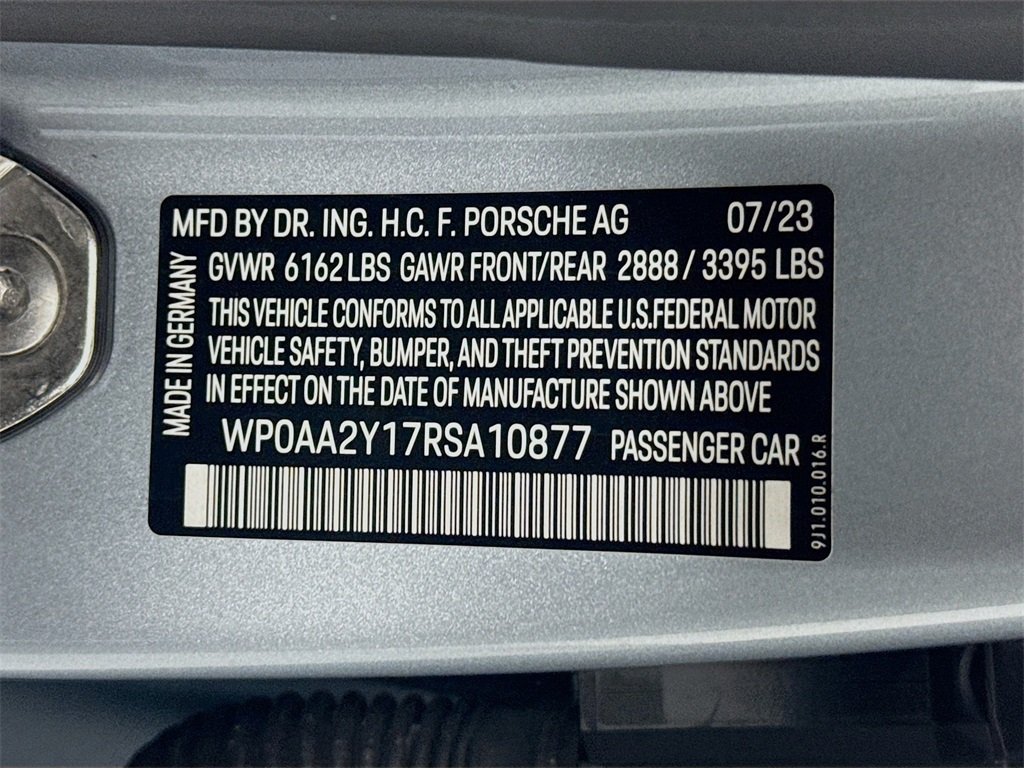 MFD BY DR. ING. H.C. F. PORSCHE AG 07/23
GVWR 6162 LBS GAWR FRONT/REAR 2888 / 3395 LBS
THIS VEHICLE CONFORMS TO ALL APPLICABLE U.S. FEDERAL MOTOR
VEHICLE SAFETY, BUMPER, AND THEFT PREVENTION STANDARDS
IN EFFECT ON THE DATE OF MANUFACTURE SHOWN ABOVE
WP0AA2Y17RSA10877 PASSENGER CAR
MADE IN GERMANY
9J1.010.016.R